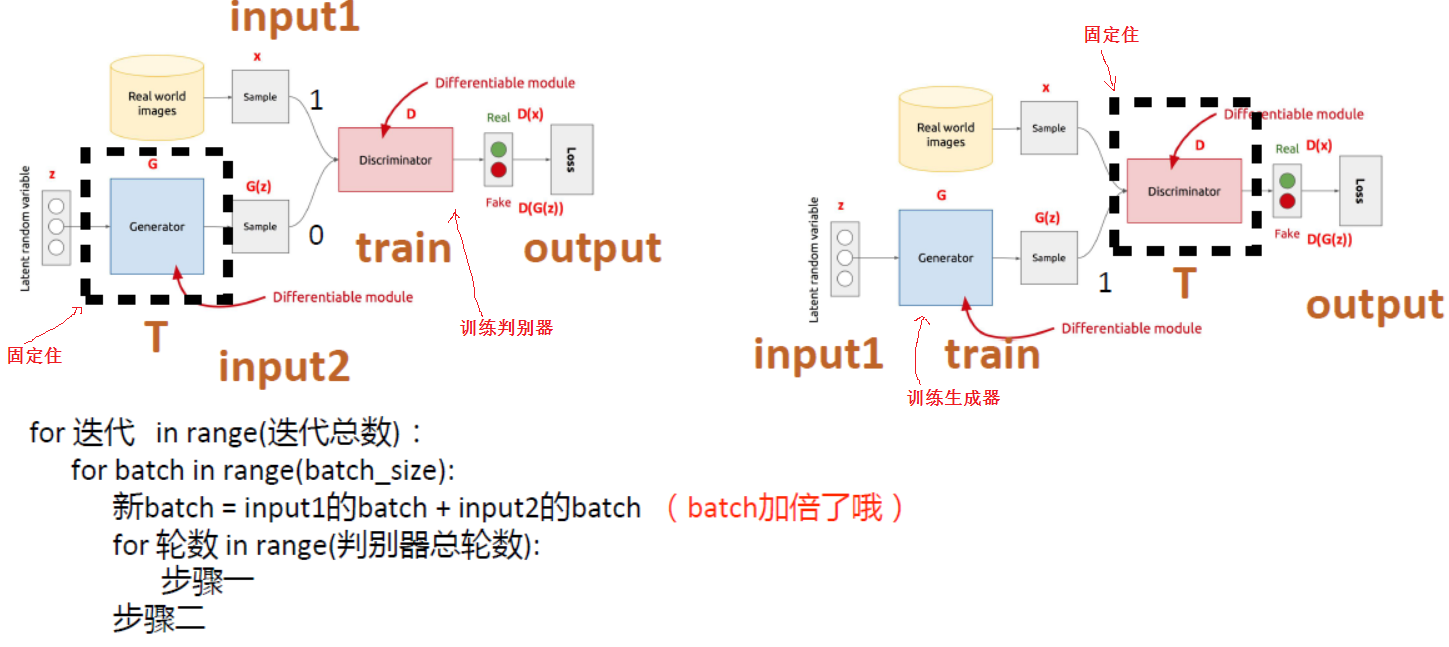 input1
x
Real world
images
Sample
1
Differentiable module
D
Discriminator
Real
D(x)
Fake
D(G(z))
Loss
Latent random variable
z
G
Generator
G(z)
Sample
0
Differentiable module
train
output
训练判别器
固定住
T
input2
固定住
x
Real world
images
Sample
Differentiable module
D
Discriminator
Real
D(x)
Fake
D(G(z))
Loss
Latent random variable
z
G
Generator
G(z)
Sample
1
T
Differentiable module
output
input1
train
训练生成器
for 迭代 in range(迭代总数)：
for batch in range(batch_size):
新batch = input1的batch + input2的batch （batch加倍了哦）
for 轮数 in range(判别器总轮数):
步骤一
步骤二